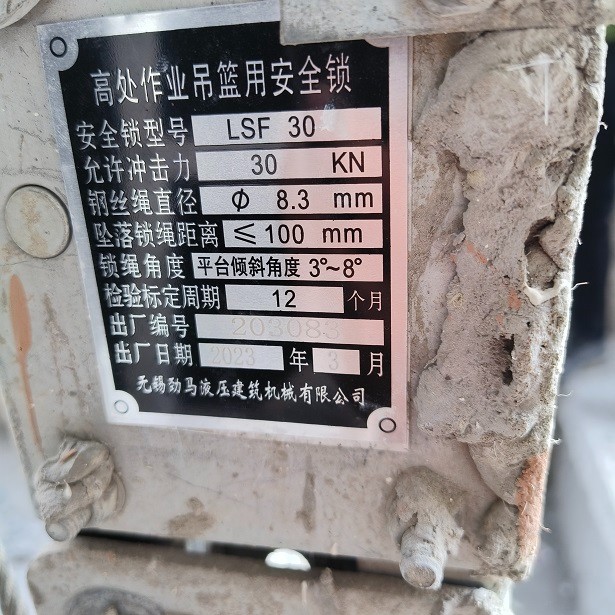 高处作业吊篮用安全锁
安全锁型号 LSF 30
允许冲击力 30 KN
钢丝绳直径 Φ 8.3 mm
坠落锁绳距离 ≤100 mm
锁绳角度 平台倾斜角度 3°~8°
检验标定周期 12 个月
出厂编号 203083
出厂日期 2023 年 3 月
无锡劲马液压建筑机械有限公司